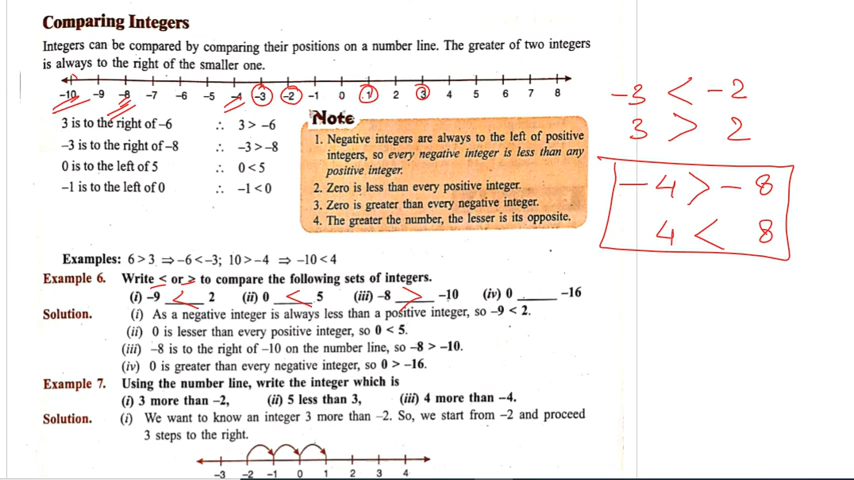 Comparing Integers
Integers can be compared by comparing their positions on a number line. The greater of two integers
is always to the right of the smaller one.
-10 -9 -8 -7 -6 -5 -4 -3 -2 -1 0 1 2 3 4 5 6 7 8
3 is to the right of -6 ∴ 3 > -6
-3 is to the right of -8 ∴ -3 > -8
0 is to the left of 5 ∴ 0 < 5
-1 is to the left of 0 ∴ -1 < 0
Note
1. Negative integers are always to the left of positive
integers, so every negative integer is less than any
positive integer.
2. Zero is less than every positive integer.
3. Zero is greater than every negative integer.
4. The greater the number, the lesser is its opposite.
-3 < -2
3 > 2
-4 > -8
4 < 8
Examples: 6 > 3 ⇒ -6 < -3; 10 > -4 ⇒ -10 < 4
Example 6. Write < or > to compare the following sets of integers.
(i) -9 < 2 (ii) 0 < 5 (iii) -8 > -10 (iv) 0 ____ -16
Solution. (i) As a negative integer is always less than a positive integer, so -9 < 2.
(ii) 0 is lesser than every positive integer, so 0 < 5.
(iii) -8 is to the right of -10 on the number line, so -8 > -10.
(iv) 0 is greater than every negative integer, so 0 > -16.
Example 7. Using the number line, write the integer which is
(i) 3 more than -2, (ii) 5 less than 3, (iii) 4 more than -4.
Solution. (i) We want to know an integer 3 more than -2. So, we start from -2 and proceed
3 steps to the right.
-3 -2 -1 0 1 2 3 4